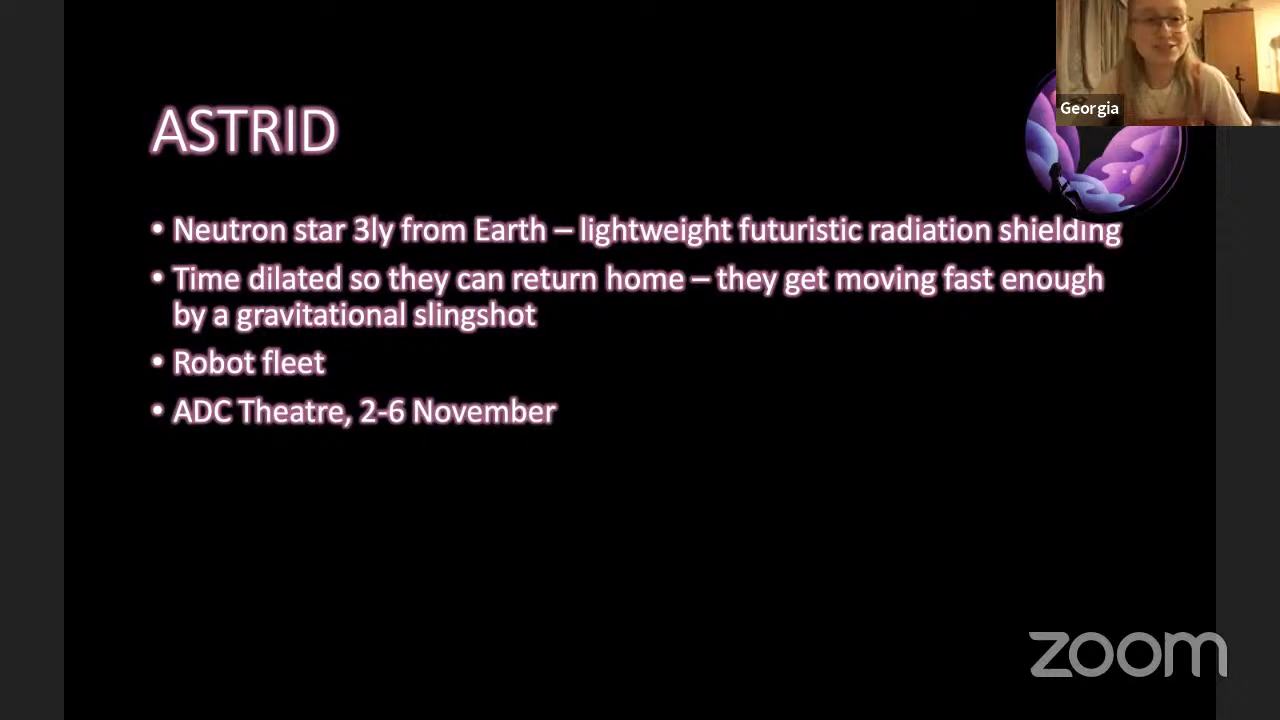 Georgia
ASTRID
• Neutron star 3ly from Earth – lightweight futuristic radiation shielding
• Time dilated so they can return home – they get moving fast enough
by a gravitational slingshot
• Robot fleet
• ADC Theatre, 2-6 November
zoom